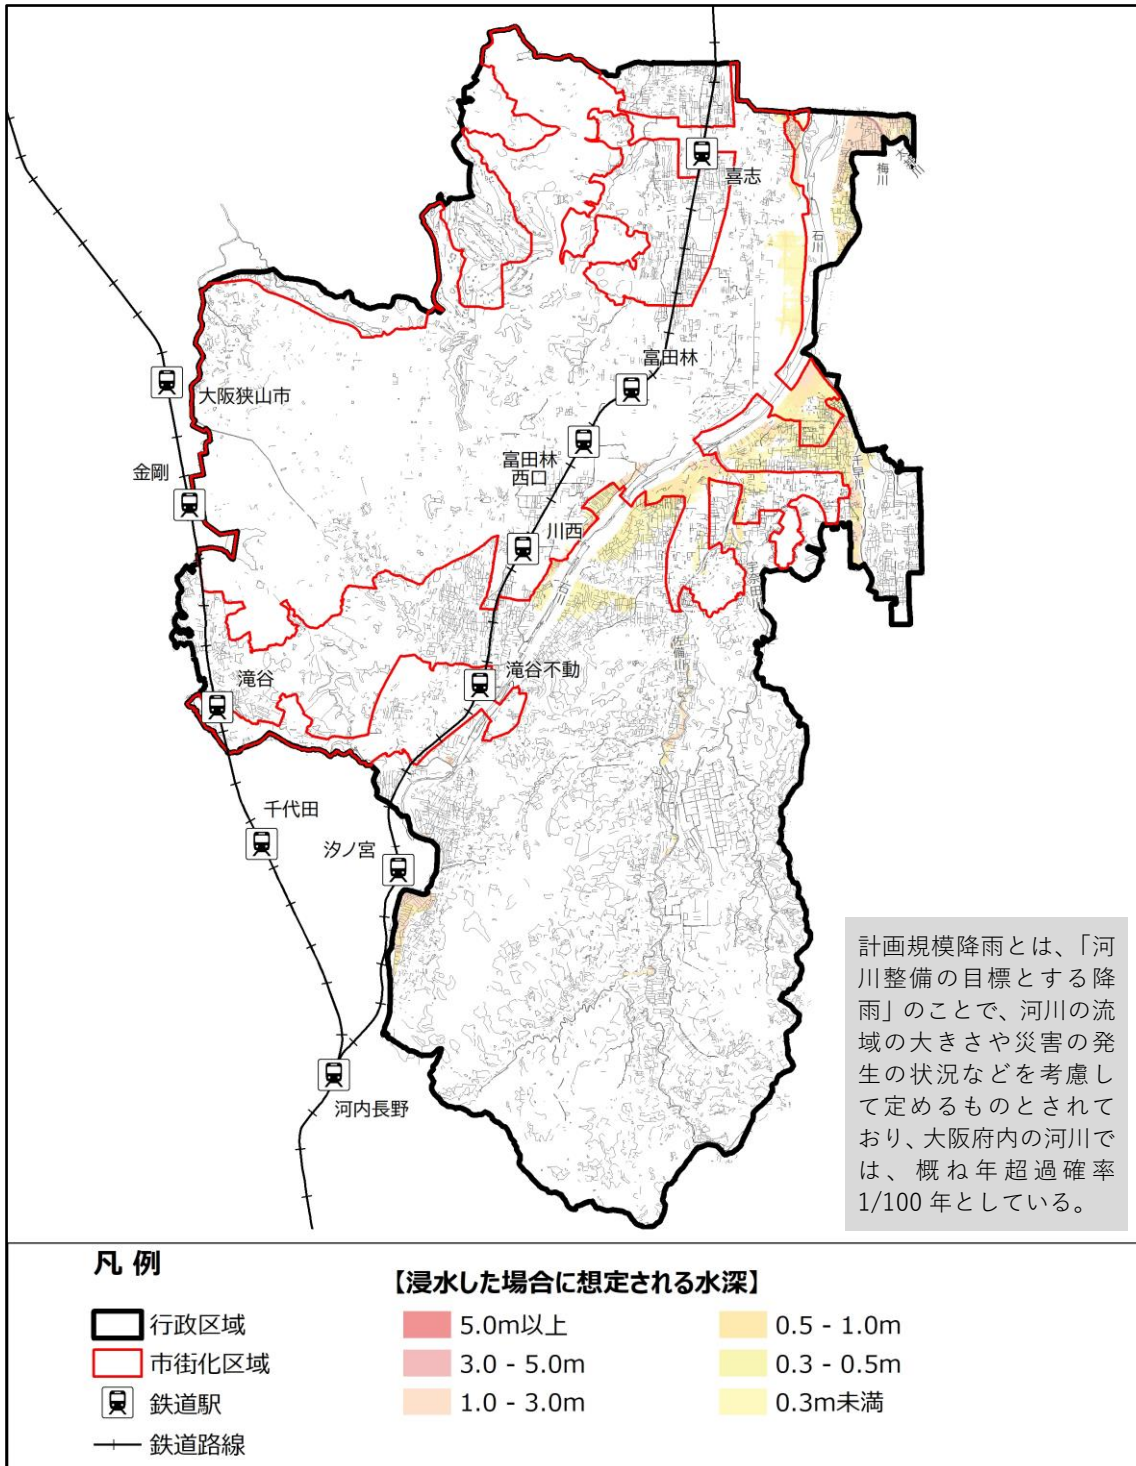 喜志
梅川
石川
富田林
大阪狭山市
金剛
富田林
西口
川西
千早川
石川
佐備川
滝谷不動
滝谷
千代田
汐ノ宮
河内長野
計画規模降雨とは、「河
川整備の目標とする降
雨」のことで、河川の流
域の大きさや災害の発
生の状況などを考慮し
て定めるものとされて
おり、大阪府内の河川で
は、概ね年超過確率
1/100 年としている。
凡 例
行政区域
市街化区域
鉄道駅
鉄道路線
【浸水した場合に想定される水深】
5.0m以上
3.0 - 5.0m
1.0 - 3.0m
0.5 - 1.0m
0.3 - 0.5m
0.3m未満